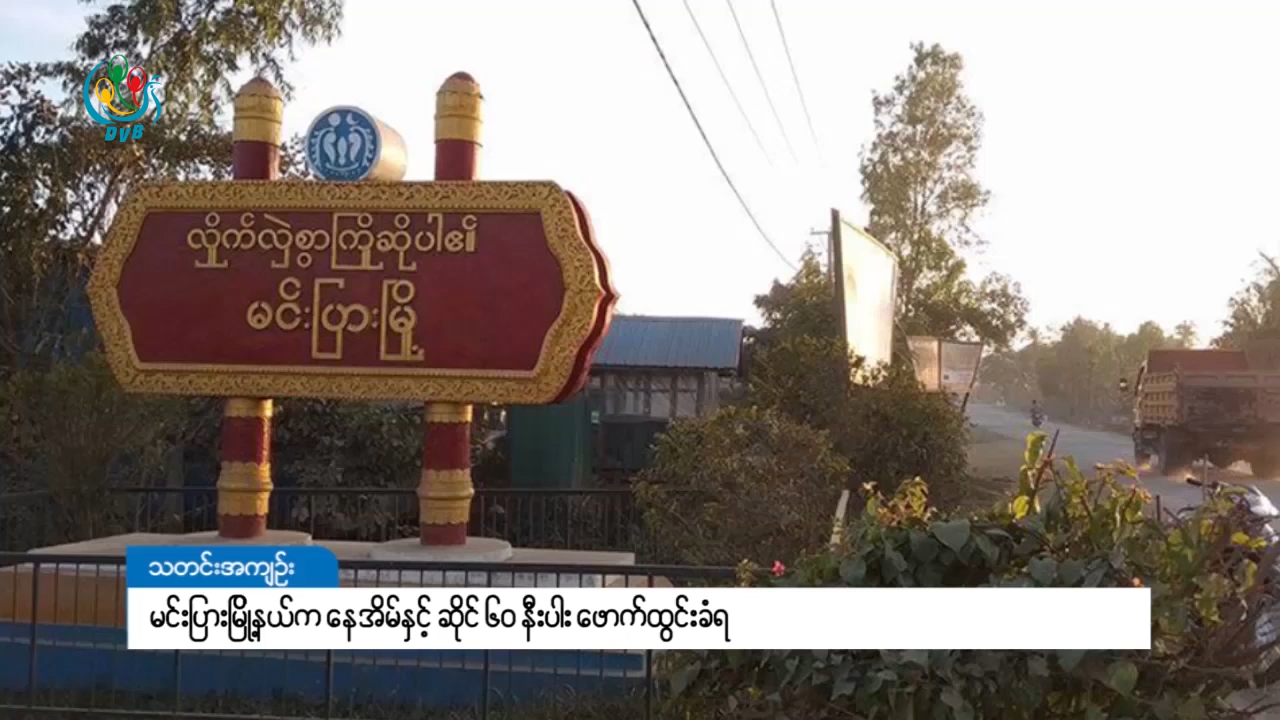 DVB
လှိုက်လှဲစွာကြိုဆိုပါ၏
မင်းပြားမြို့
သတင်းအကျဉ်း
မင်းပြားမြို့နယ်က နေအိမ်နှင့် ဆိုင် ၆၀ နီးပါး ဖောက်ထွင်းခံရ